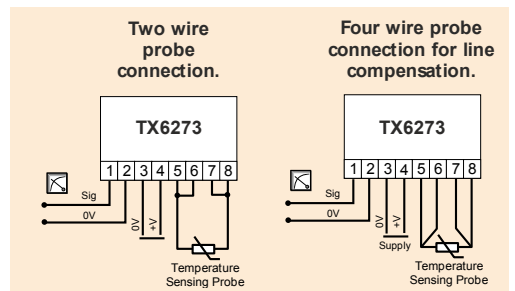 Two wire
probe
connection.
TX6273
1 2 3 4 5 6 7 8
Sig
0V
0V
+V
Temperature
Sensing Probe
Four wire probe
connection for line
compensation.
TX6273
1 2 3 4 5 6 7 8
Sig
0V
0V
+V
Supply
Temperature
Sensing Probe